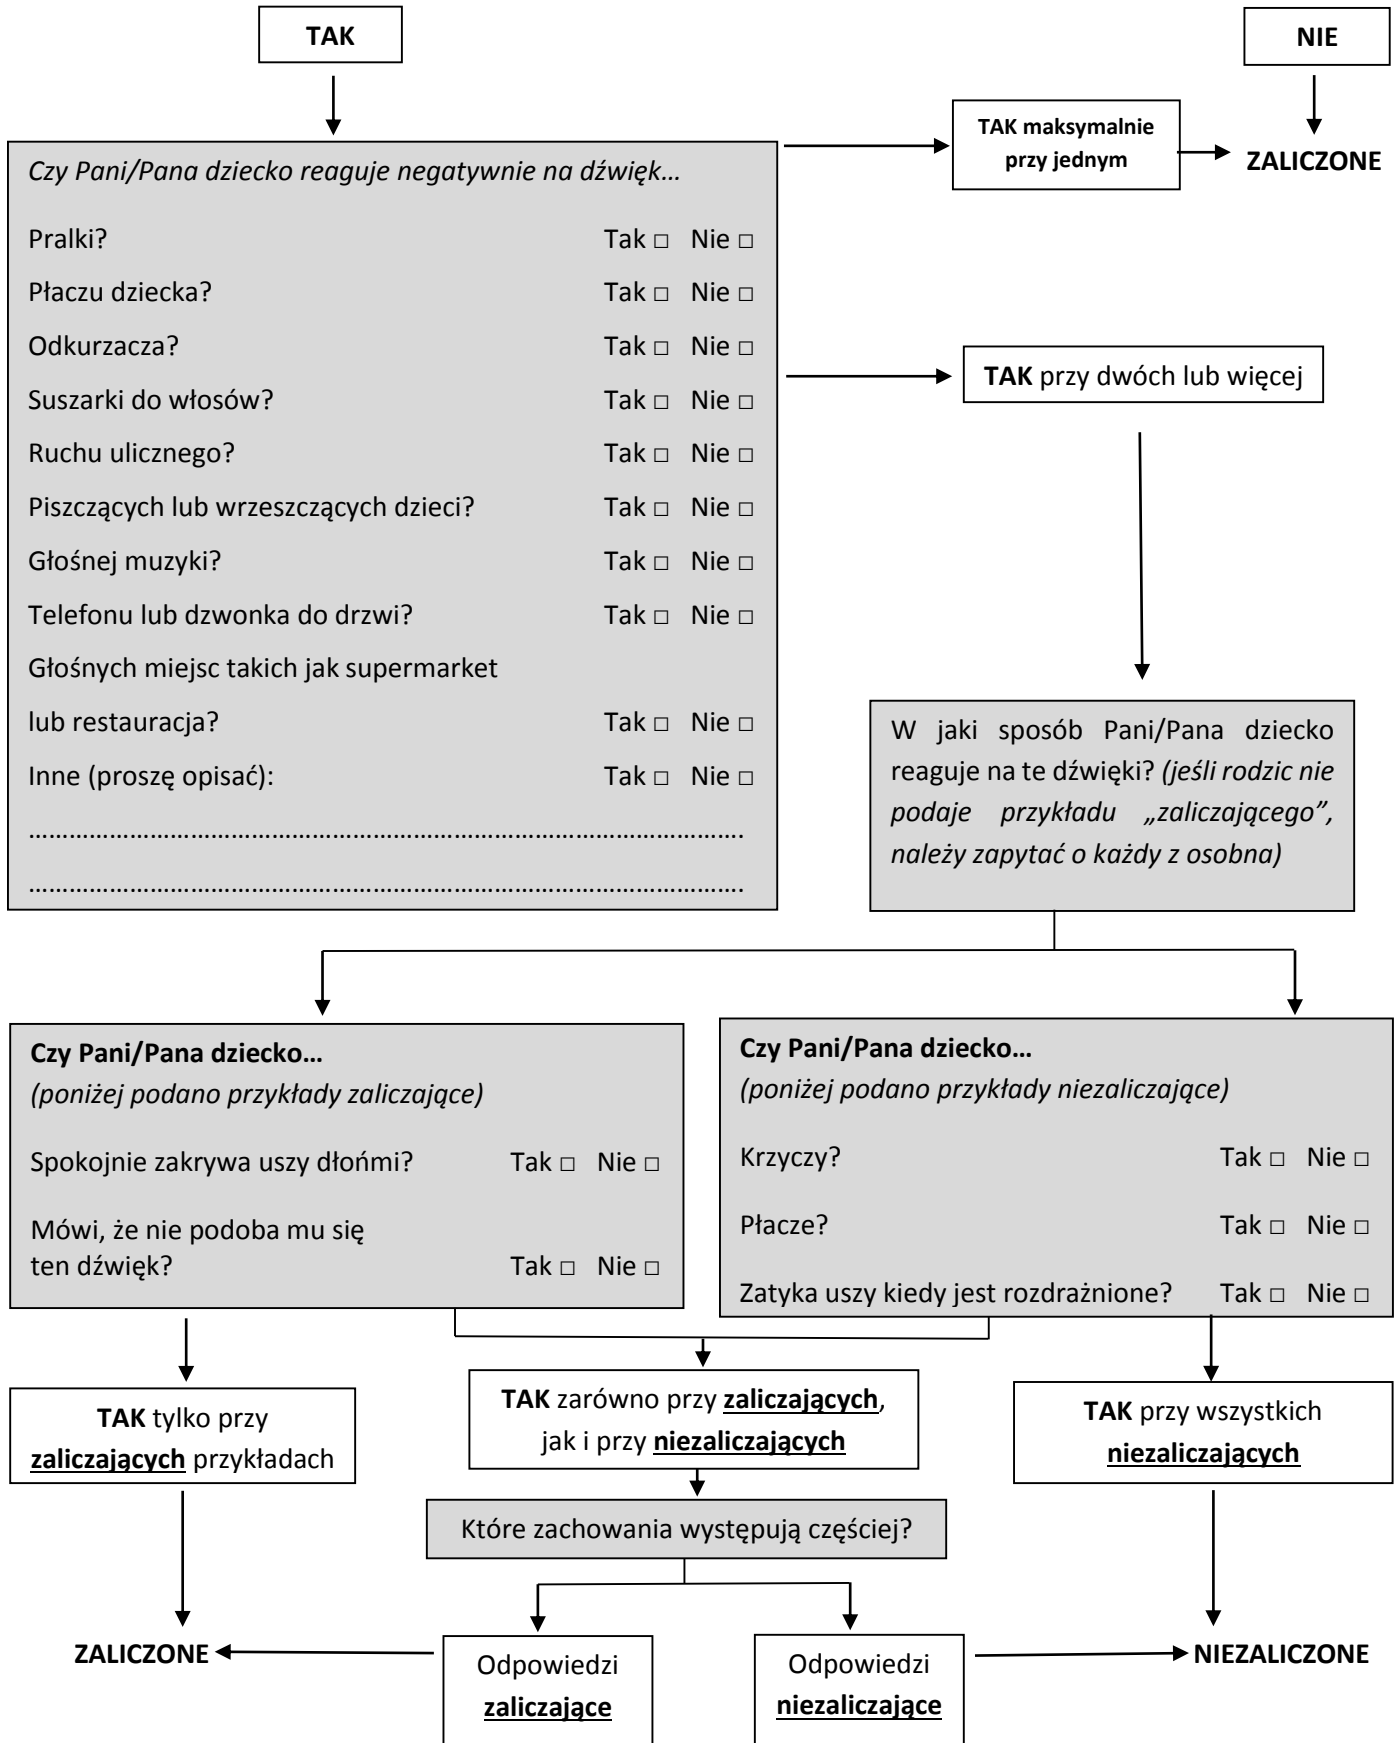 TAK
NIE
TAK maksymalnie
przy jednym
ZALICZONE
Czy Pani/Pana dziecko reaguje negatywnie na dźwięk…
Pralki? Tak □ Nie □
Płaczu dziecka? Tak □ Nie □
Odkurzacza? Tak □ Nie □
Suszarki do włosów? Tak □ Nie □
Ruchu ulicznego? Tak □ Nie □
Piszczących lub wrzeszczących dzieci? Tak □ Nie □
Głośnej muzyki? Tak □ Nie □
Telefonu lub dzwonka do drzwi? Tak □ Nie □
Głośnych miejsc takich jak supermarket
lub restauracja? Tak □ Nie □
Inne (proszę opisać): Tak □ Nie □
…………………………………………………………………………………………….
…………………………………………………………………………………………….
TAK przy dwóch lub więcej
W jaki sposób Pani/Pana dziecko
reaguje na te dźwięki? (jeśli rodzic nie
podaje przykładu „zaliczającego”,
należy zapytać o każdy z osobna)
Czy Pani/Pana dziecko…
(poniżej podano przykłady zaliczające)
Spokojnie zakrywa uszy dłońmi? Tak □ Nie □
Mówi, że nie podoba mu się
ten dźwięk? Tak □ Nie □
Czy Pani/Pana dziecko…
(poniżej podano przykłady niezaliczające)
Krzyczy? Tak □ Nie □
Płacze? Tak □ Nie □
Zatyka uszy kiedy jest rozdrażnione? Tak □ Nie □
TAK tylko przy
zaliczających przykładach
TAK zarówno przy zaliczających,
jak i przy niezaliczających
TAK przy wszystkich
niezaliczających
Które zachowania występują częściej?
ZALICZONE
Odpowiedzi
zaliczające
Odpowiedzi
niezaliczające
NIEZALICZONE